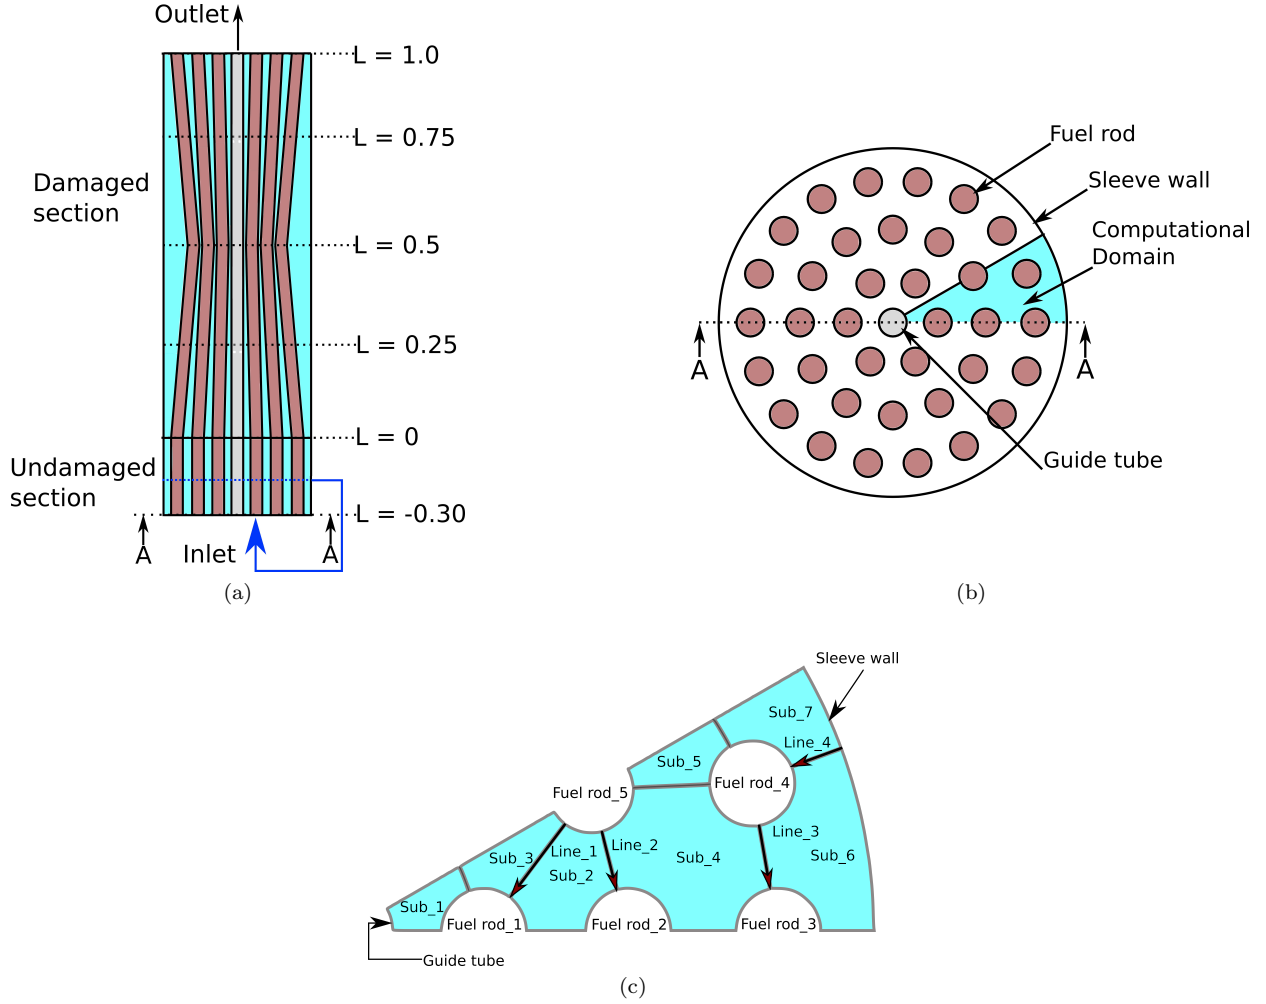 Outlet
L = 1.0
L = 0.75
Damaged
section
L = 0.5
L = 0.25
L = 0
Undamaged
section
L = -0.30
A
Inlet
A
(a)
Fuel rod
Sleeve wall
Computational
Domain
A
A
Guide tube
(b)
Sleeve wall
Sub_7
Line_4
Sub_5
Fuel rod_4
Fuel rod_5
Line_3
Line_1
Line_2
Sub_3
Sub_4
Sub_6
Sub_2
Sub_1
Fuel rod_1
Fuel rod_2
Fuel rod_3
Guide tube
(c)